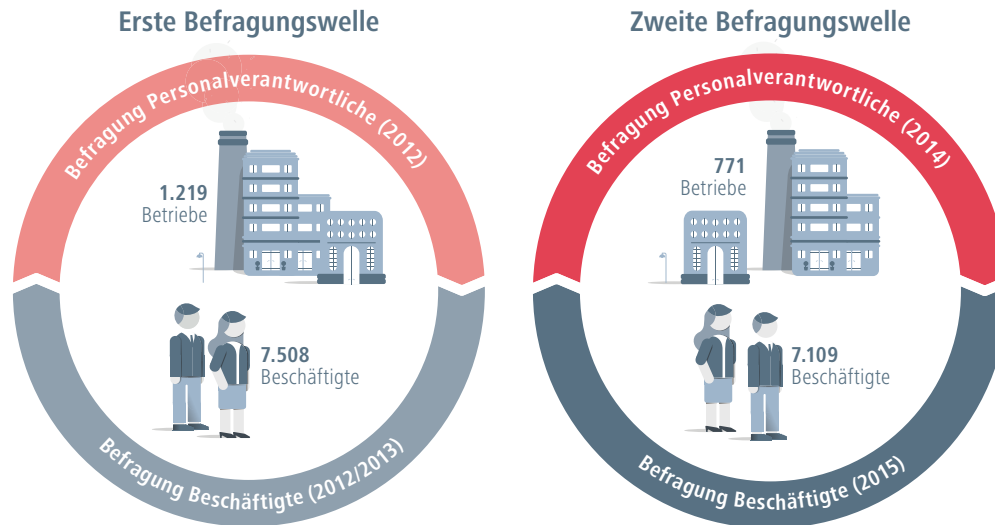 Erste Befragungswelle
Befragung Personalverantwortliche (2012)
1.219
Betriebe
7.508
Beschäftigte
Befragung Beschäftigte (2012/2013)
Zweite Befragungswelle
Befragung Personalverantwortliche (2014)
771
Betriebe
7.109
Beschäftigte
Befragung Beschäftigte (2015)